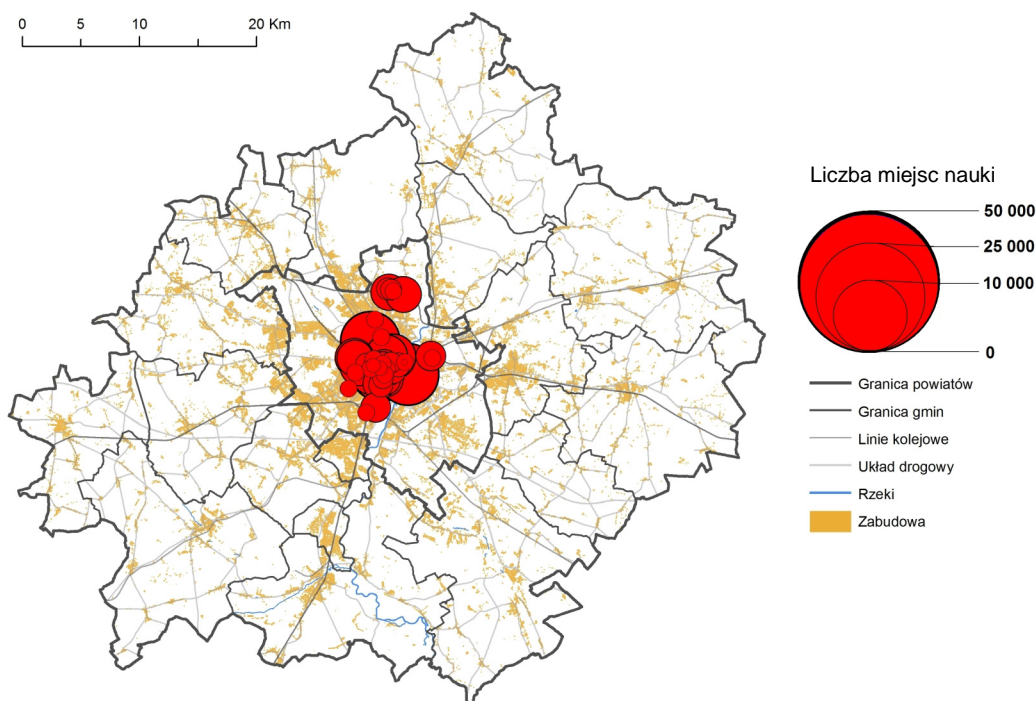 0 5 10 20 Km
Liczba miejsc nauki
50 000
25 000
10 000
0
Granica powiatów
Granica gmin
Linie kolejowe
Układ drogowy
Rzeki
Zabudowa